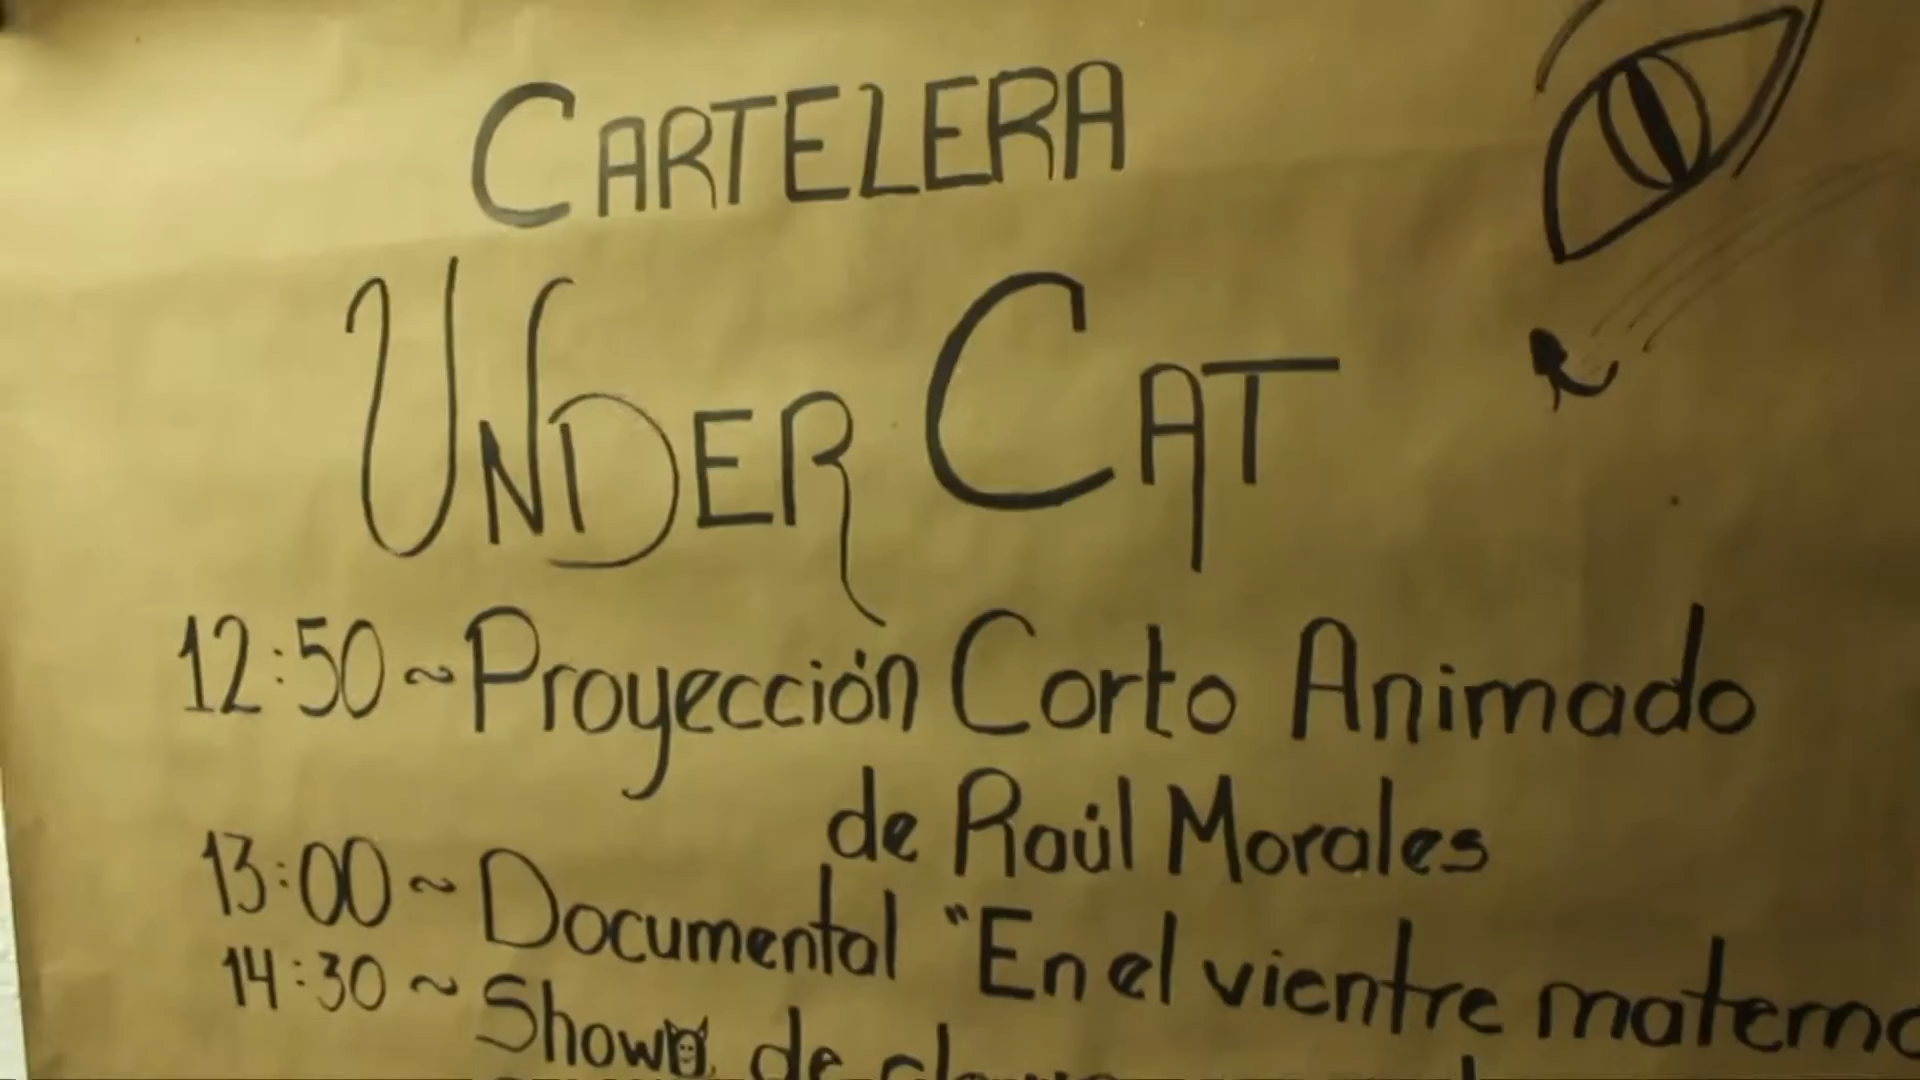 CARTELERA
UNDER CAT
12:50 ~ Proyección Corto Animado
de Raúl Morales
13:00 ~ Documental "En el vientre materno
14:30 ~ Show de